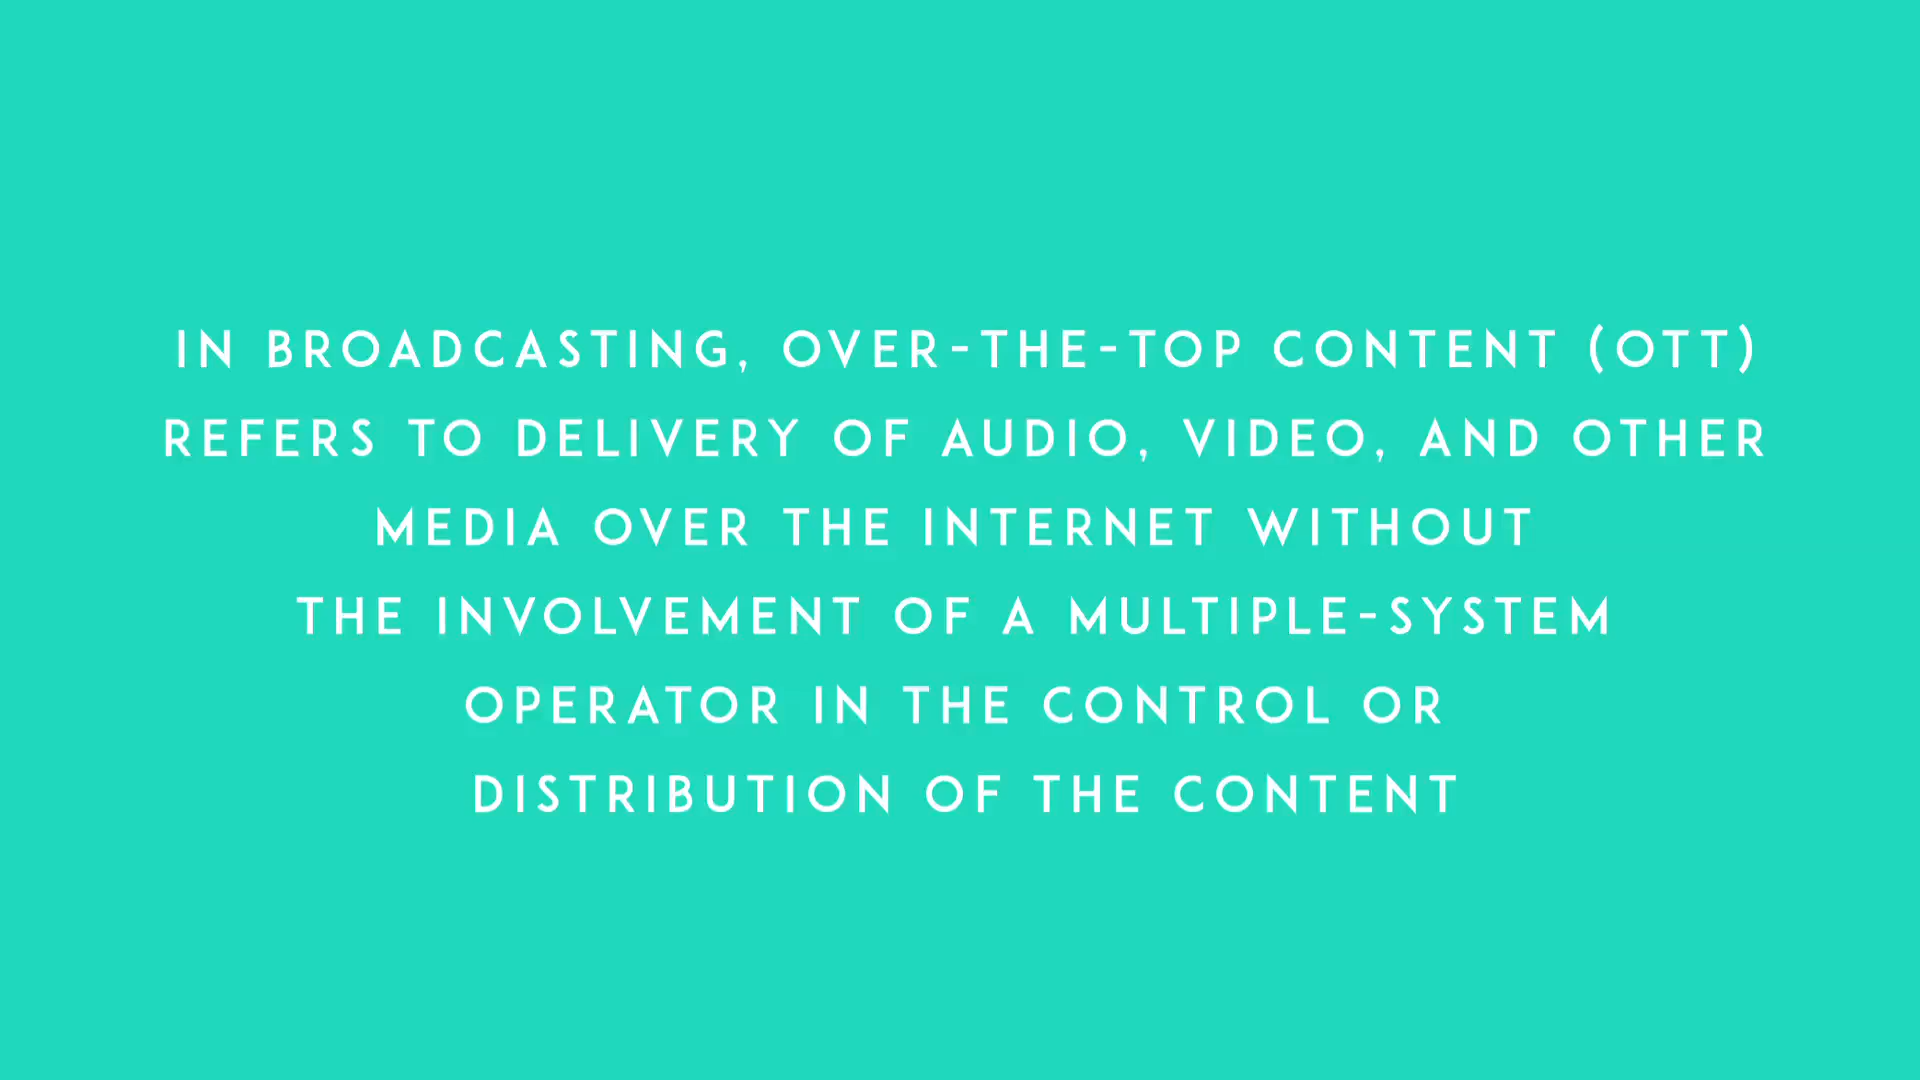 IN BROADCASTING, OVER-THE-TOP CONTENT (OTT)
REFERS TO DELIVERY OF AUDIO, VIDEO, AND OTHER
MEDIA OVER THE INTERNET WITHOUT
THE INVOLVEMENT OF A MULTIPLE-SYSTEM
OPERATOR IN THE CONTROL OR
DISTRIBUTION OF THE CONTENT